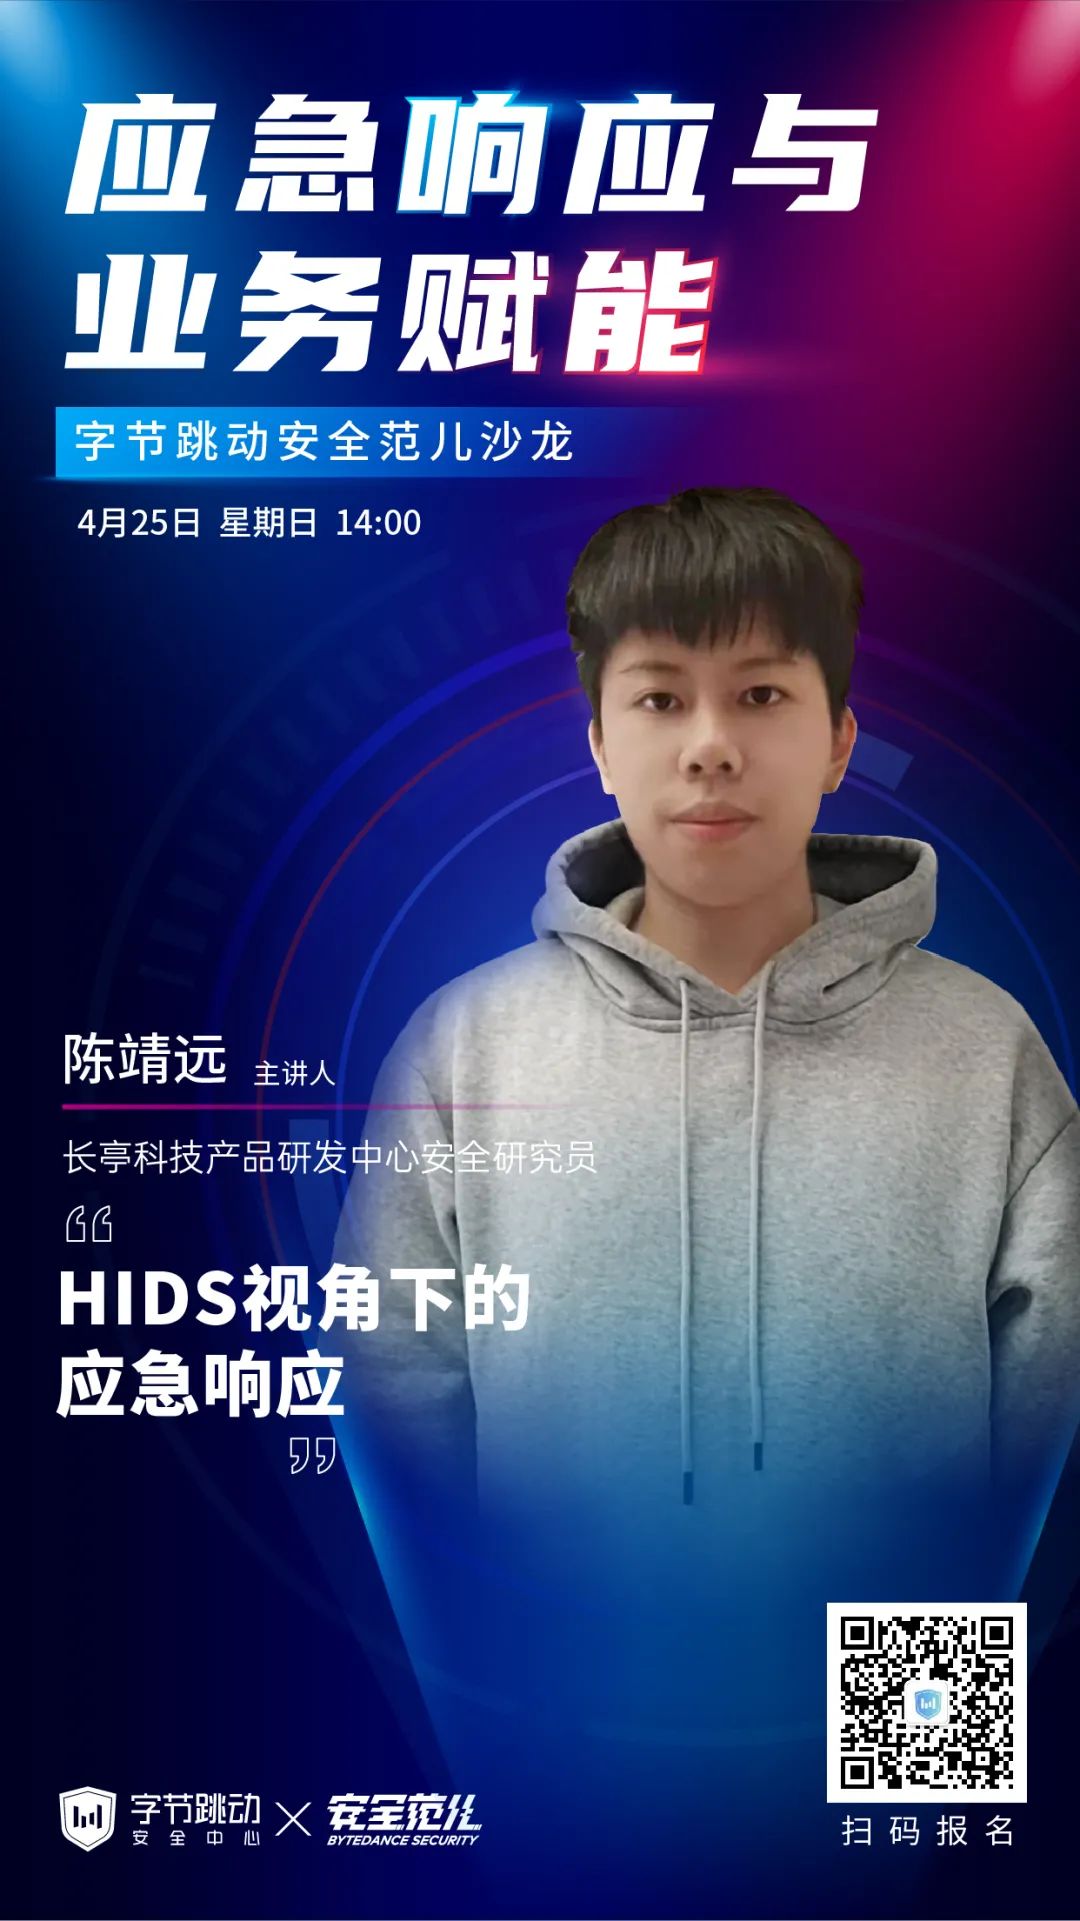 应急响应与
业务赋能
字节跳动安全范儿沙龙
4月25日 星期日 14:00
陈靖远 主讲人
长亭科技产品研发中心安全研究员
“
HIDS视角下的
应急响应
”
字节跳动
安全中心
安全范儿
BYTEDANCE SECURITY
扫码报名